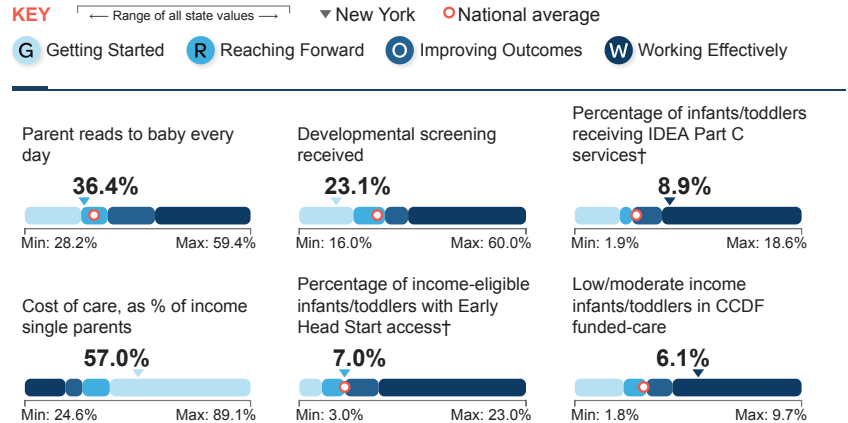 KEY
Range of all state values
New York
National average
G Getting Started
R Reaching Forward
O Improving Outcomes
W Working Effectively
Parent reads to baby every
day
36.4%
Min: 28.2%
Max: 59.4%
Developmental screening
received
23.1%
Min: 16.0%
Max: 60.0%
Percentage of infants/toddlers
receiving IDEA Part C
services†
8.9%
Min: 1.9%
Max: 18.6%
Cost of care, as % of income
single parents
57.0%
Min: 24.6%
Max: 89.1%
Percentage of income-eligible
infants/toddlers with Early
Head Start access†
7.0%
Min: 3.0%
Max: 23.0%
Low/moderate income
infants/toddlers in CCDF
funded-care
6.1%
Min: 1.8%
Max: 9.7%